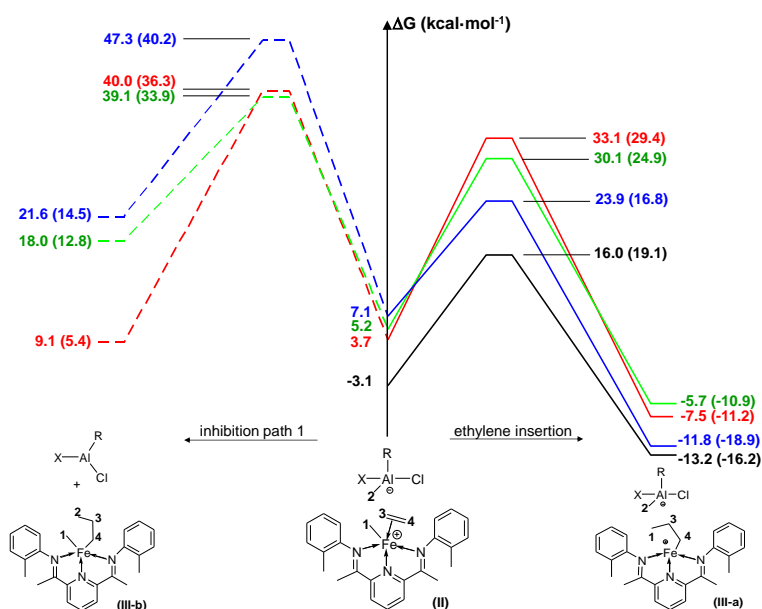 ΔG (kcal·mol⁻¹)
47.3 (40.2)
40.0 (36.3)
39.1 (33.9)
33.1 (29.4)
30.1 (24.9)
23.9 (16.8)
21.6 (14.5)
18.0 (12.8)
16.0 (19.1)
7.1
5.2
3.7
9.1 (5.4)
-3.1
-5.7 (-10.9)
-7.5 (-11.2)
-11.8 (-18.9)
-13.2 (-16.2)
inhibition path 1
ethylene insertion
R
X Al
Cl
+
2
3
1
4
Fe
N N
N
(III-b)
R
X Al Cl
2 ⊖
3
4
1
Fe ⊕
N N
N
(II)
R
X Al Cl
2 ⊖
3
1 4
⊕
Fe
N N
N
(III-a)